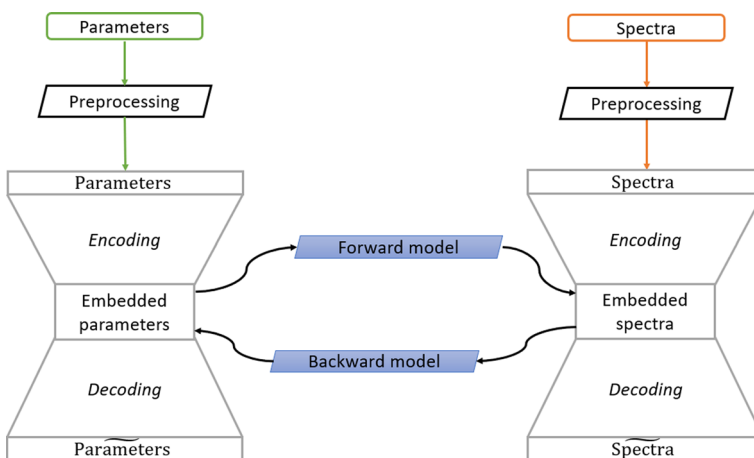 Parameters
Spectra
Preprocessing
Preprocessing
Parameters
Spectra
Encoding
Encoding
Forward model
Embedded
parameters
Embedded
spectra
Backward model
Decoding
Decoding
Parameters
Spectra